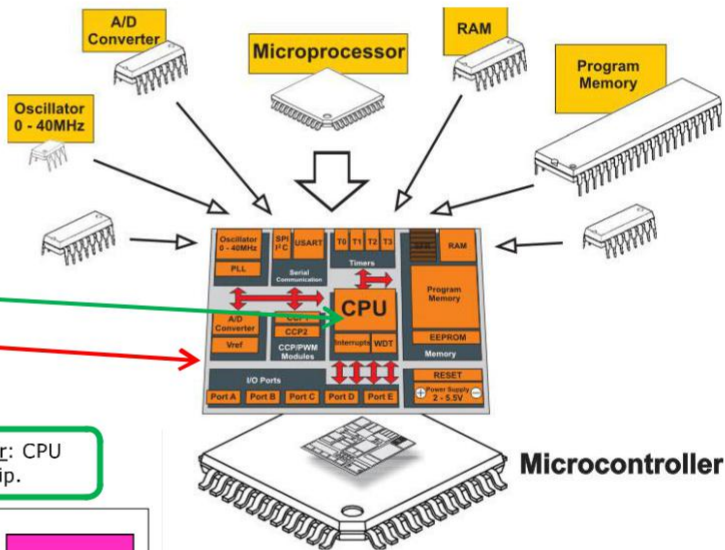 A/D
Converter
Microprocessor
RAM
Program
Memory
Oscillator
0 - 40MHz
Oscillator
0 - 40MHz
PLL
SPI
I²C
USART
Serial
Communication
T0 T1 T2 T3
Timers
SFR
RAM
Program
Memory
EEPROM
Memory
A/D
Converter
Vref
CCP1
CCP2
CCP/PWM
Modules
CPU
Interrupts
WDT
I/O Ports
Port A Port B Port C Port D Port E
RESET
Power Supply
2 - 5.5V
Microcontroller
: CPU
ip.